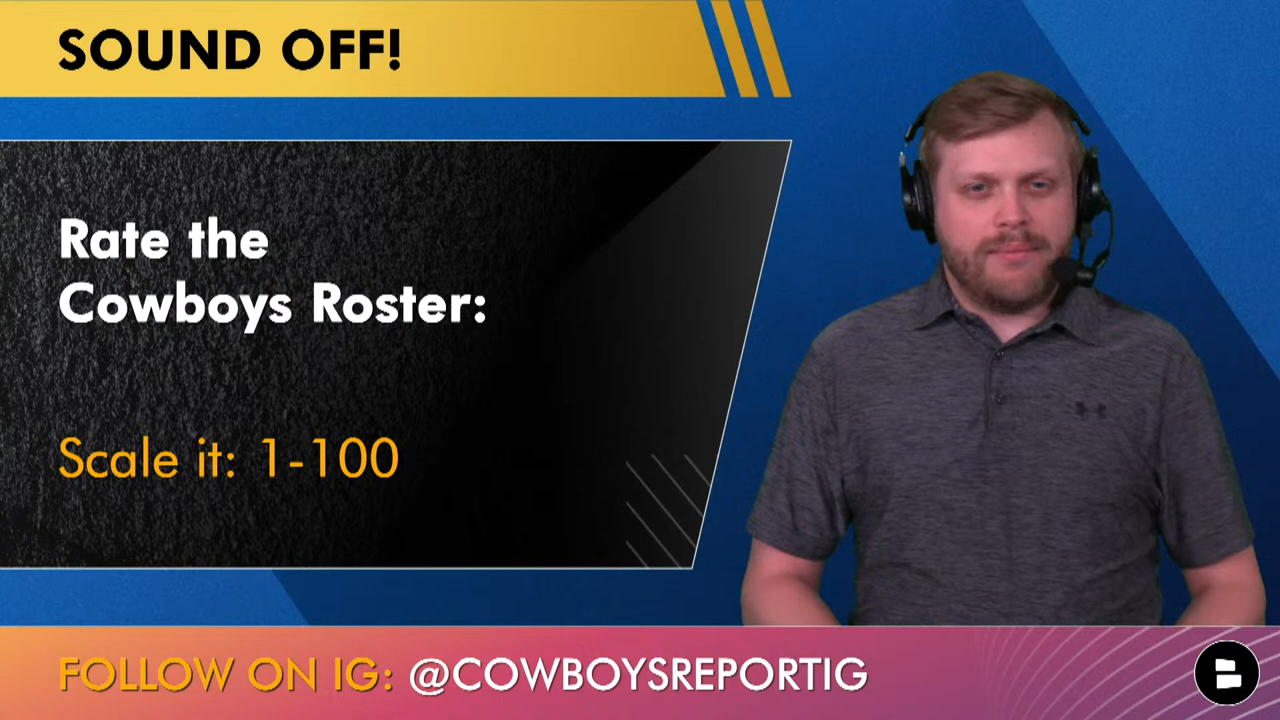 SOUND OFF!
Rate the
Cowboys Roster:
Scale it: 1-100
FOLLOW ON IG: @COWBOYSREPORTIG